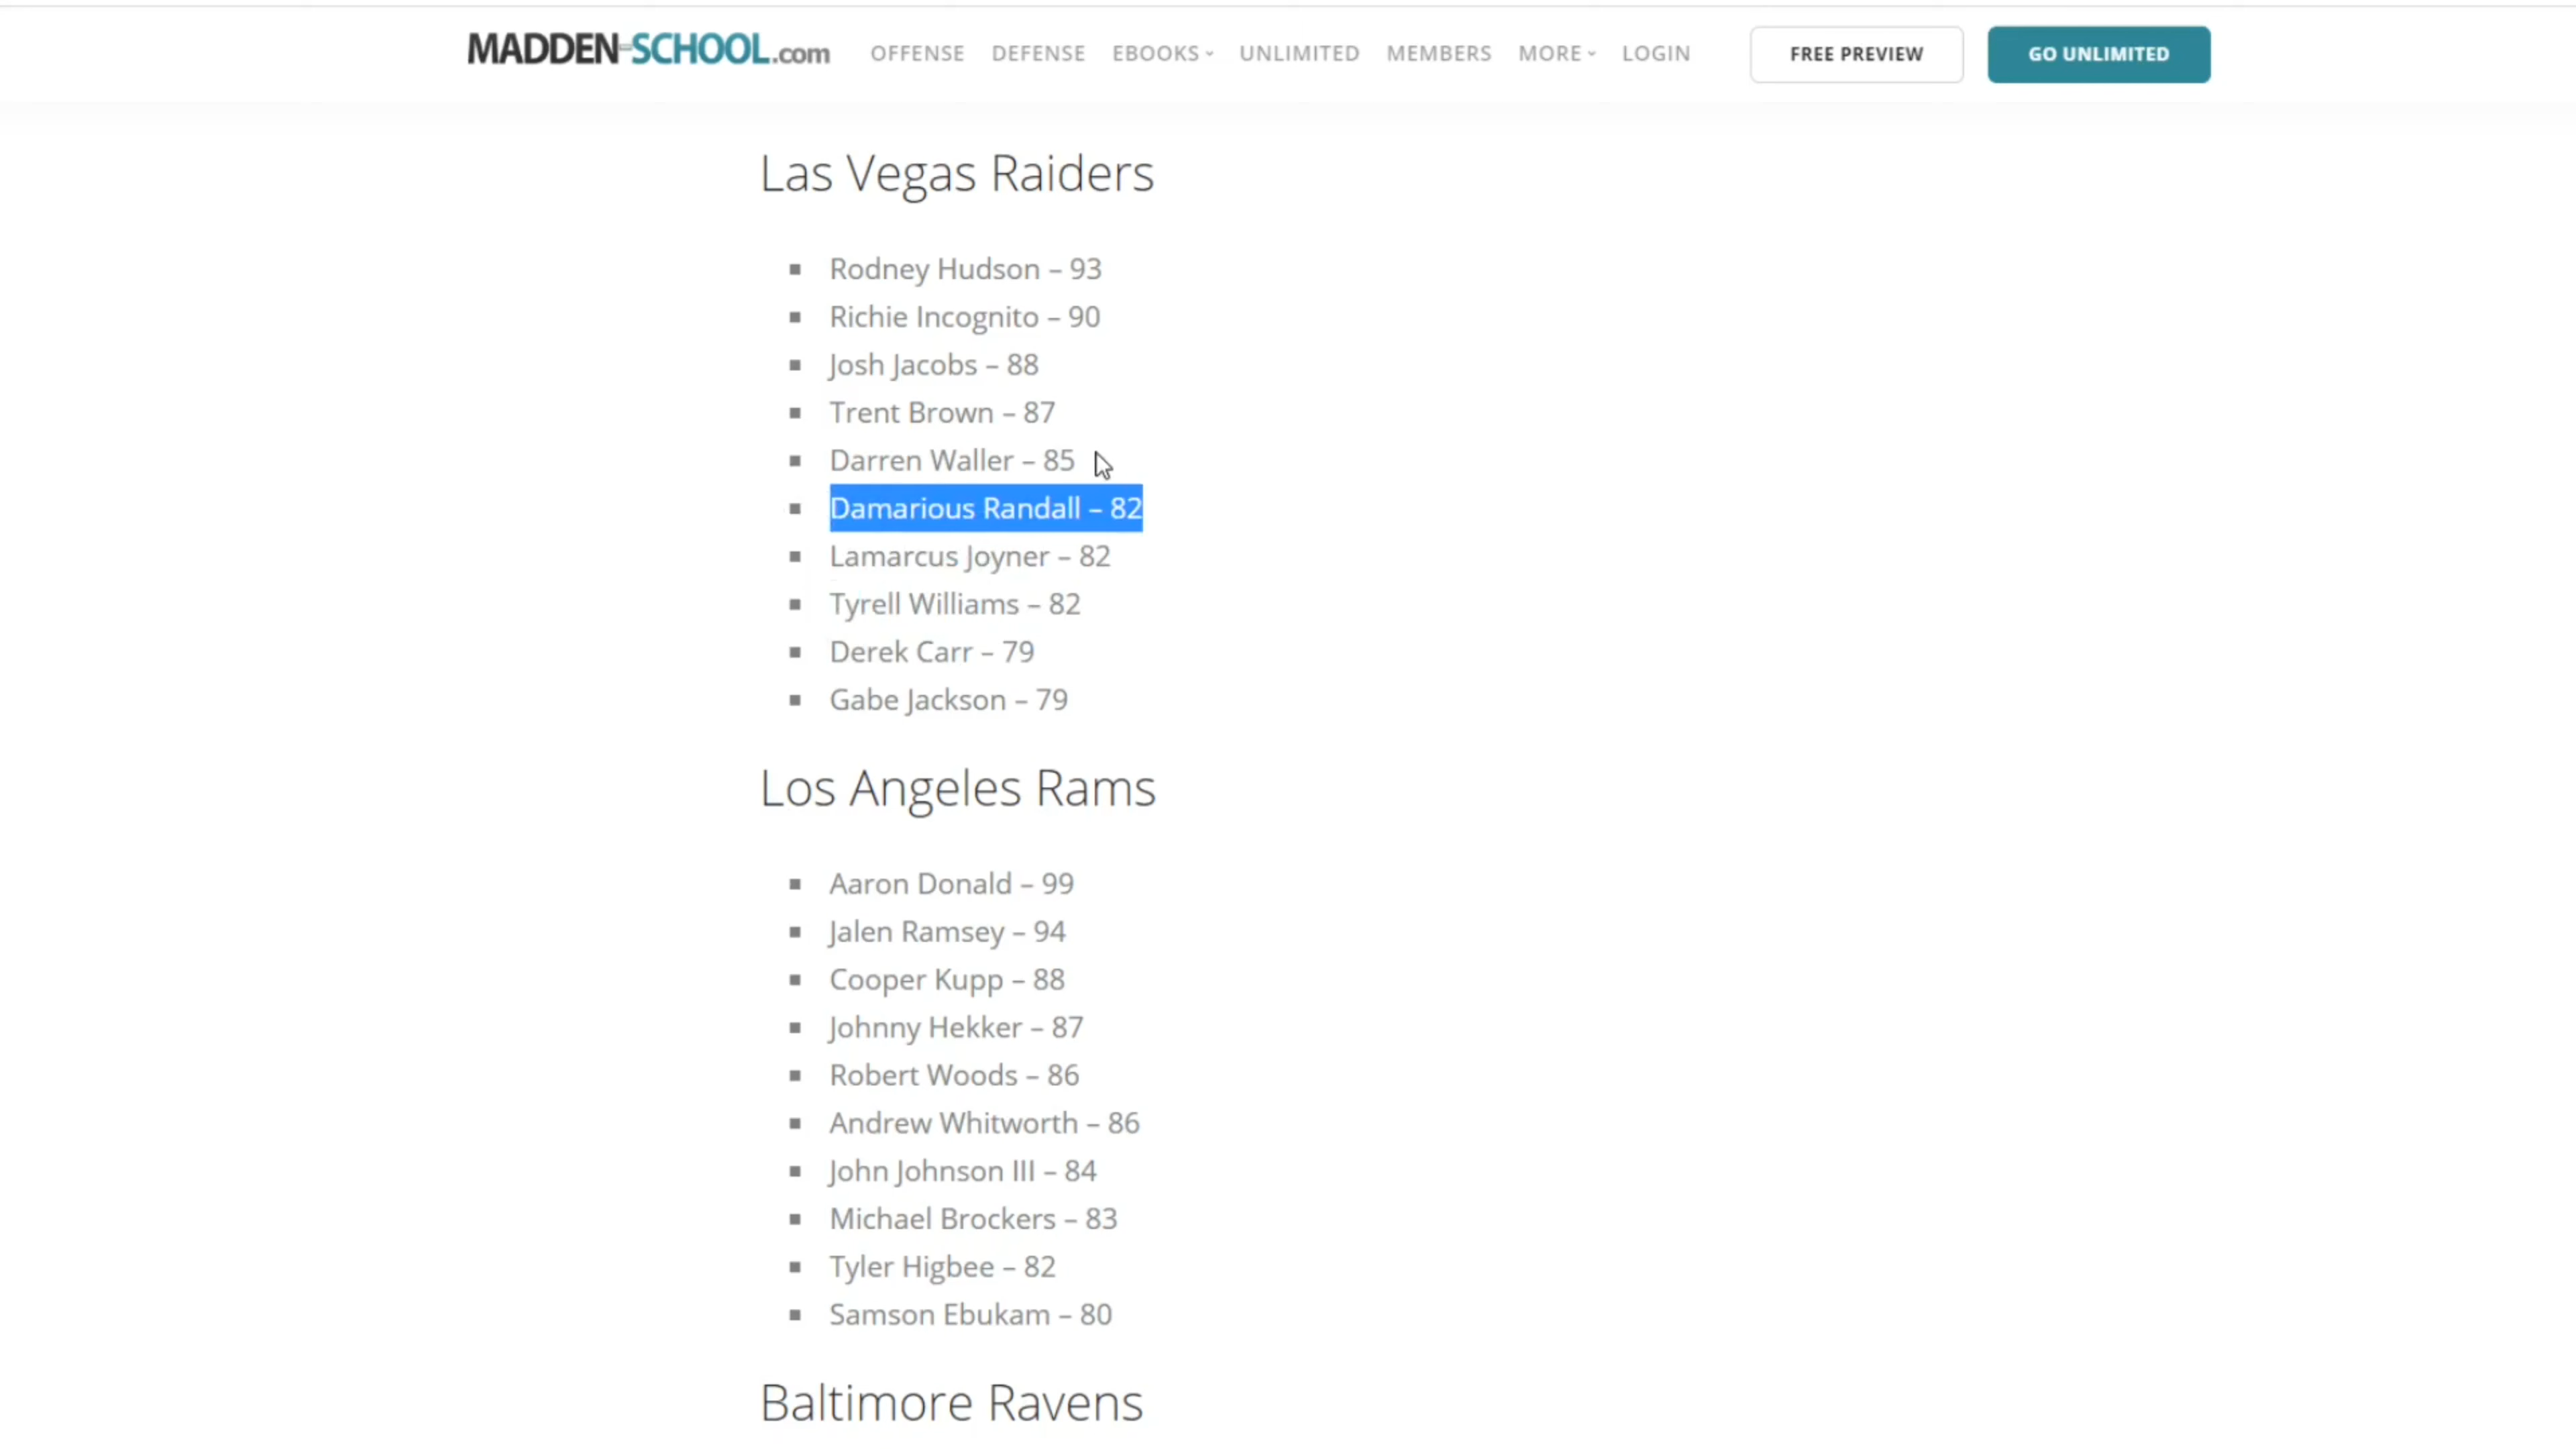 MADDEN-SCHOOL.com OFFENSE DEFENSE EBOOKS UNLIMITED MEMBERS MORE LOGIN FREE PREVIEW GO UNLIMITED
Las Vegas Raiders
Rodney Hudson – 93
Richie Incognito – 90
Josh Jacobs – 88
Trent Brown – 87
Darren Waller – 85
Damarious Randall – 82
Lamarcus Joyner – 82
Tyrell Williams – 82
Derek Carr – 79
Gabe Jackson – 79
Los Angeles Rams
Aaron Donald – 99
Jalen Ramsey – 94
Cooper Kupp – 88
Johnny Hekker – 87
Robert Woods – 86
Andrew Whitworth – 86
John Johnson III – 84
Michael Brockers – 83
Tyler Higbee – 82
Samson Ebukam – 80
Baltimore Ravens